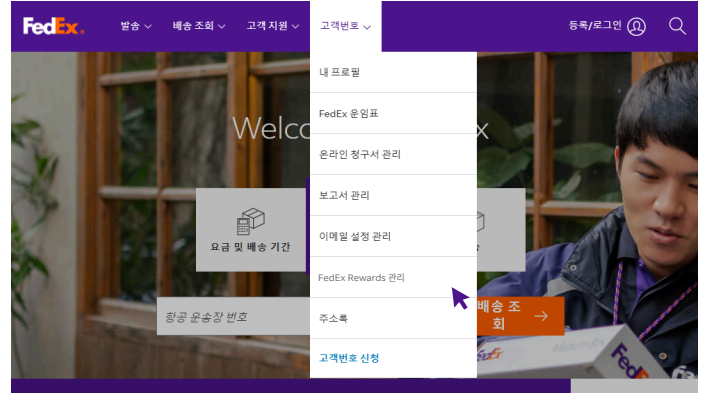 FedEx.
발송
배송 조회
고객 지원
고객번호
등록/로그인
내 프로필
FedEx 운임표
온라인 청구서 관리
보고서 관리
이메일 설정 관리
FedEx Rewards 관리
주소록
고객번호 신청
Welco
x
요금 및 배송 기간
항공 운송장 번호
배송 조
회
FedEx
FedEx